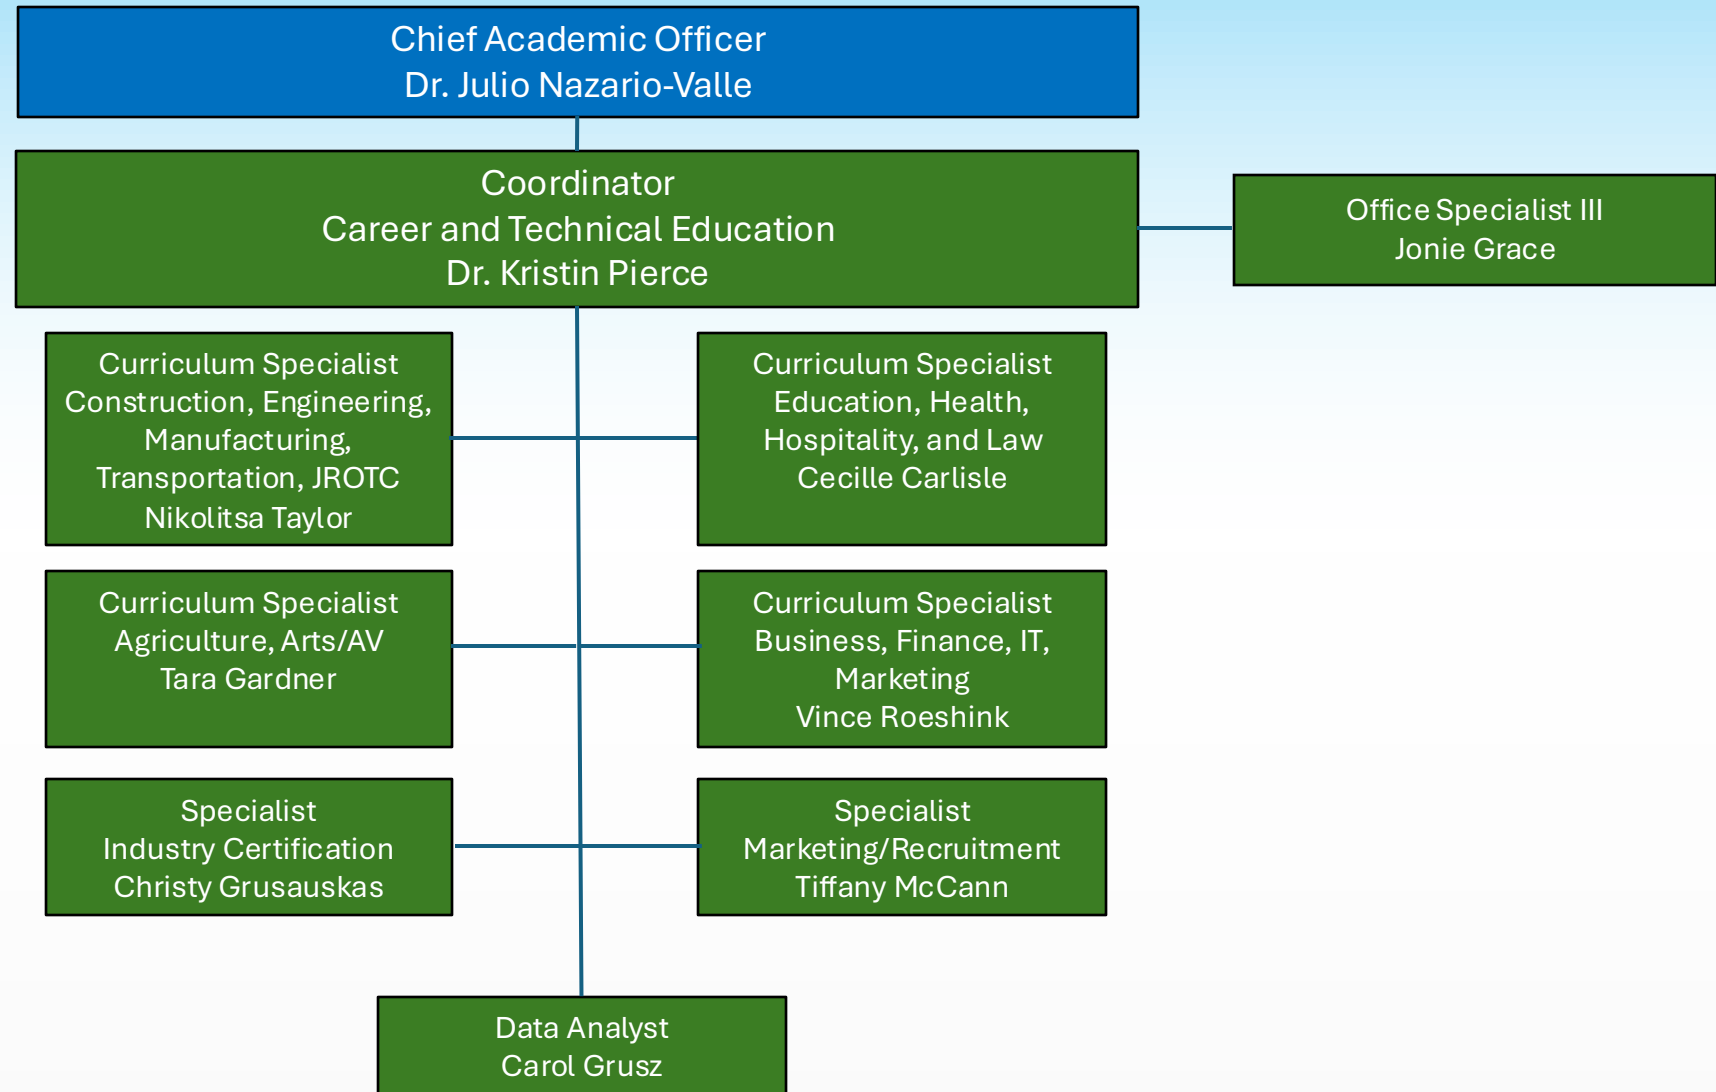 Chief Academic Officer
Dr. Julio Nazario-Valle
Coordinator
Career and Technical Education
Dr. Kristin Pierce
Office Specialist III
Jonie Grace
Curriculum Specialist
Construction, Engineering,
Manufacturing,
Transportation, JROTC
Nikolitsa Taylor
Curriculum Specialist
Education, Health,
Hospitality, and Law
Cecille Carlisle
Curriculum Specialist
Agriculture, Arts/AV
Tara Gardner
Curriculum Specialist
Business, Finance, IT,
Marketing
Vince Roeshink
Specialist
Industry Certification
Christy Grusauskas
Specialist
Marketing/Recruitment
Tiffany McCann
Data Analyst
Carol Grusz